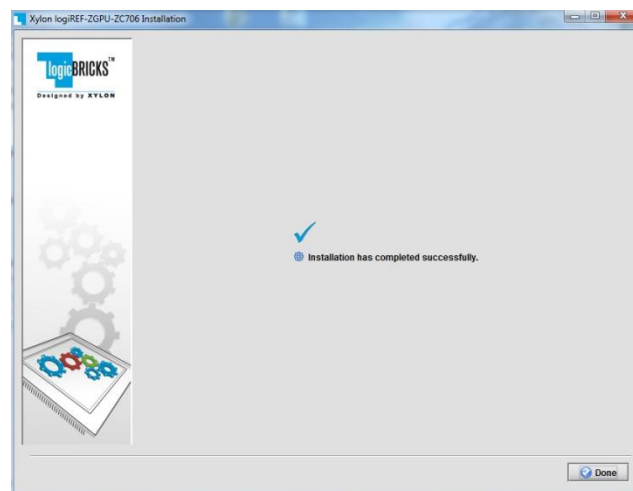 Xylon logiREF-ZGPU-ZC706 Installation
logicBRICKS™
Designed by XYLON
Installation has completed successfully.
Done